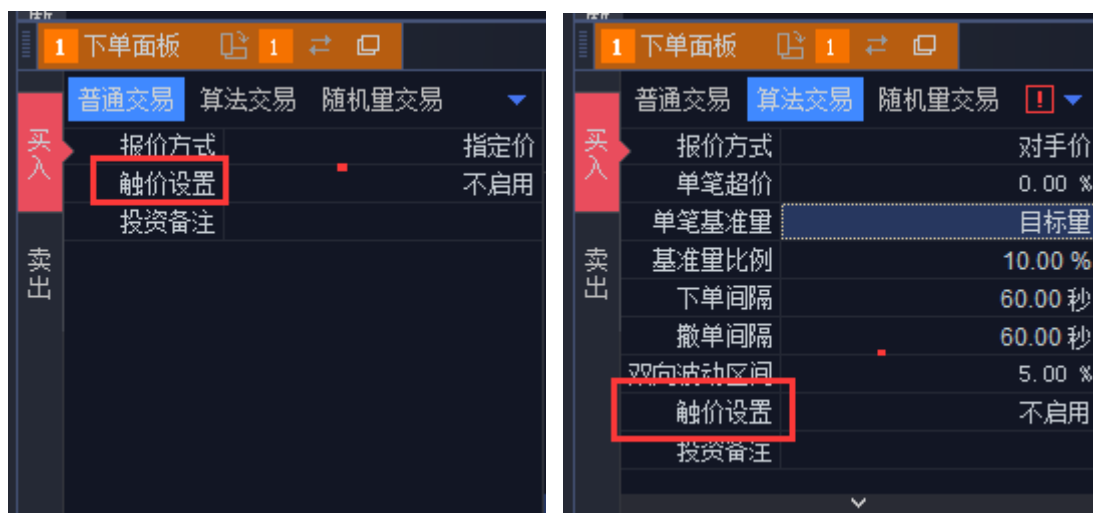 1 下单面板 1
普通交易 算法交易 随机量交易
买入
卖出
报价方式 指定价
触价设置 不启用
投资备注
1 下单面板 1
普通交易 算法交易 随机量交易 !
买入
卖出
报价方式 对手价
单笔超价 0.00 %
单笔基准量 目标量
基准量比例 10.00 %
下单间隔 60.00 秒
撤单间隔 60.00 秒
双向波动区间 5.00 %
触价设置 不启用
投资备注